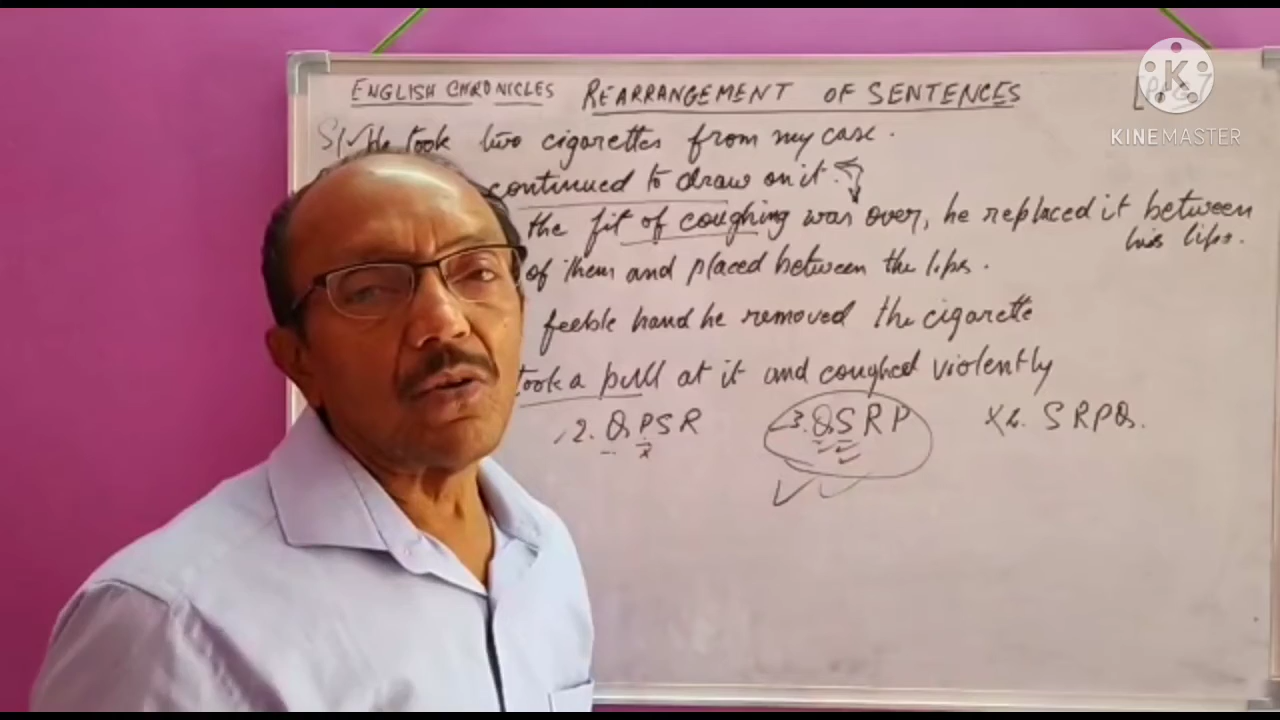 ENGLISH CHRONICLES REARRANGEMENT OF SENTENCES
KINEMASTER
S1 He took two cigarettes from my case.
continued to draw on it.
the fit of coughing was over, he replaced it between
his lips.
of them and placed between the lips.
feeble hand he removed the cigarette
took a pull at it and coughed violently
2. QPSR 3. QSRP 4. SRPQ.